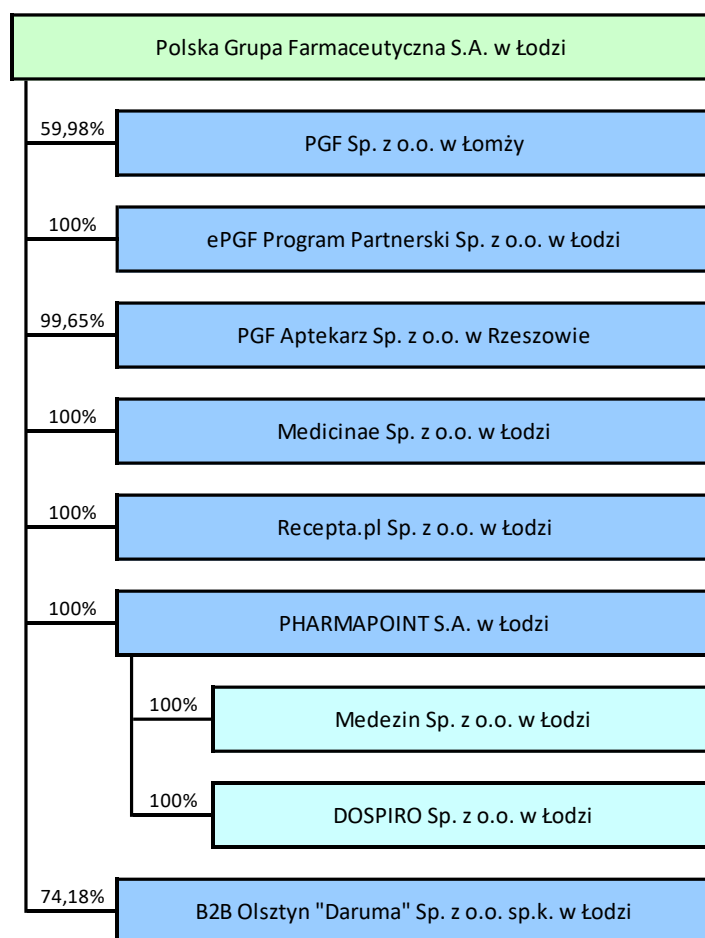 Polska Grupa Farmaceutyczna S.A. w Łodzi
59,98%
PGF Sp. z o.o. w Łomży
100%
ePGF Program Partnerski Sp. z o.o. w Łodzi
99,65%
PGF Aptekarz Sp. z o.o. w Rzeszowie
100%
Medicinae Sp. z o.o. w Łodzi
100%
Recepta.pl Sp. z o.o. w Łodzi
100%
PHARMAPOINT S.A. w Łodzi
100%
Medezin Sp. z o.o. w Łodzi
100%
DOSPIRO Sp. z o.o. w Łodzi
74,18%
B2B Olsztyn "Daruma" Sp. z o.o. sp.k. w Łodzi